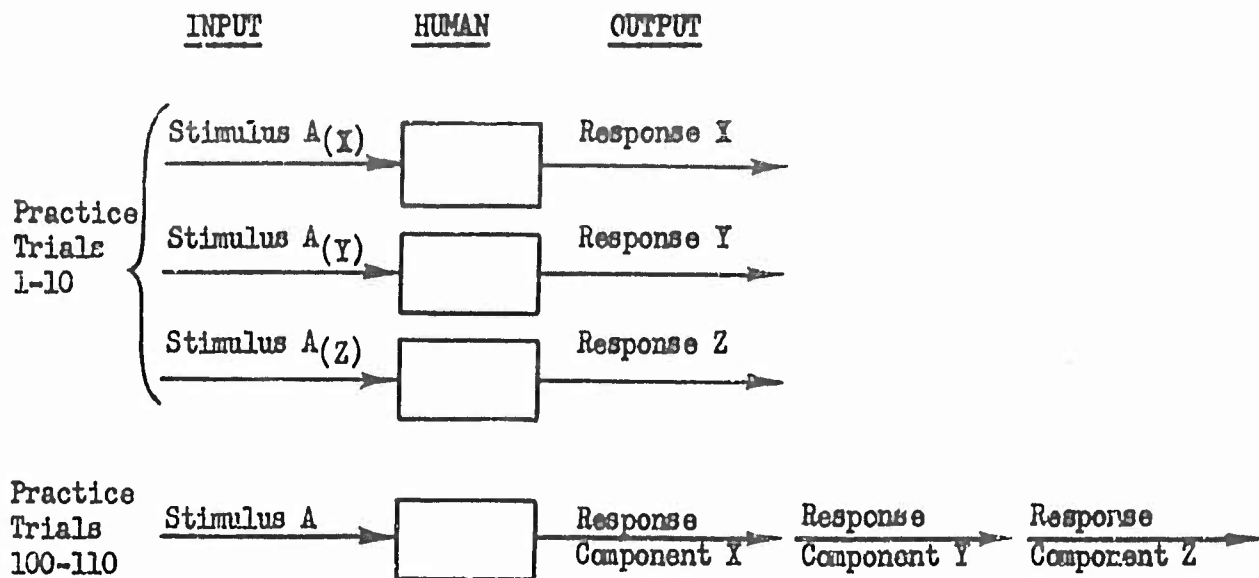 INPUT HUMAN OUTPUT
Stimulus A(X) Response X
Practice
Trials
1-10
Stimulus A(Y) Response Y
Stimulus A(Z) Response Z
Practice
Trials
100-110
Stimulus A
Response
Component X
Response
Component Y
Response
Component Z